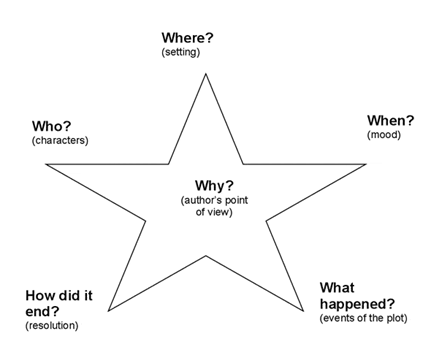 Where?
(setting)
Who?
(characters)
When?
(mood)
Why?
(author's point
of view)
How did it
end?
(resolution)
What
happened?
(events of the plot)